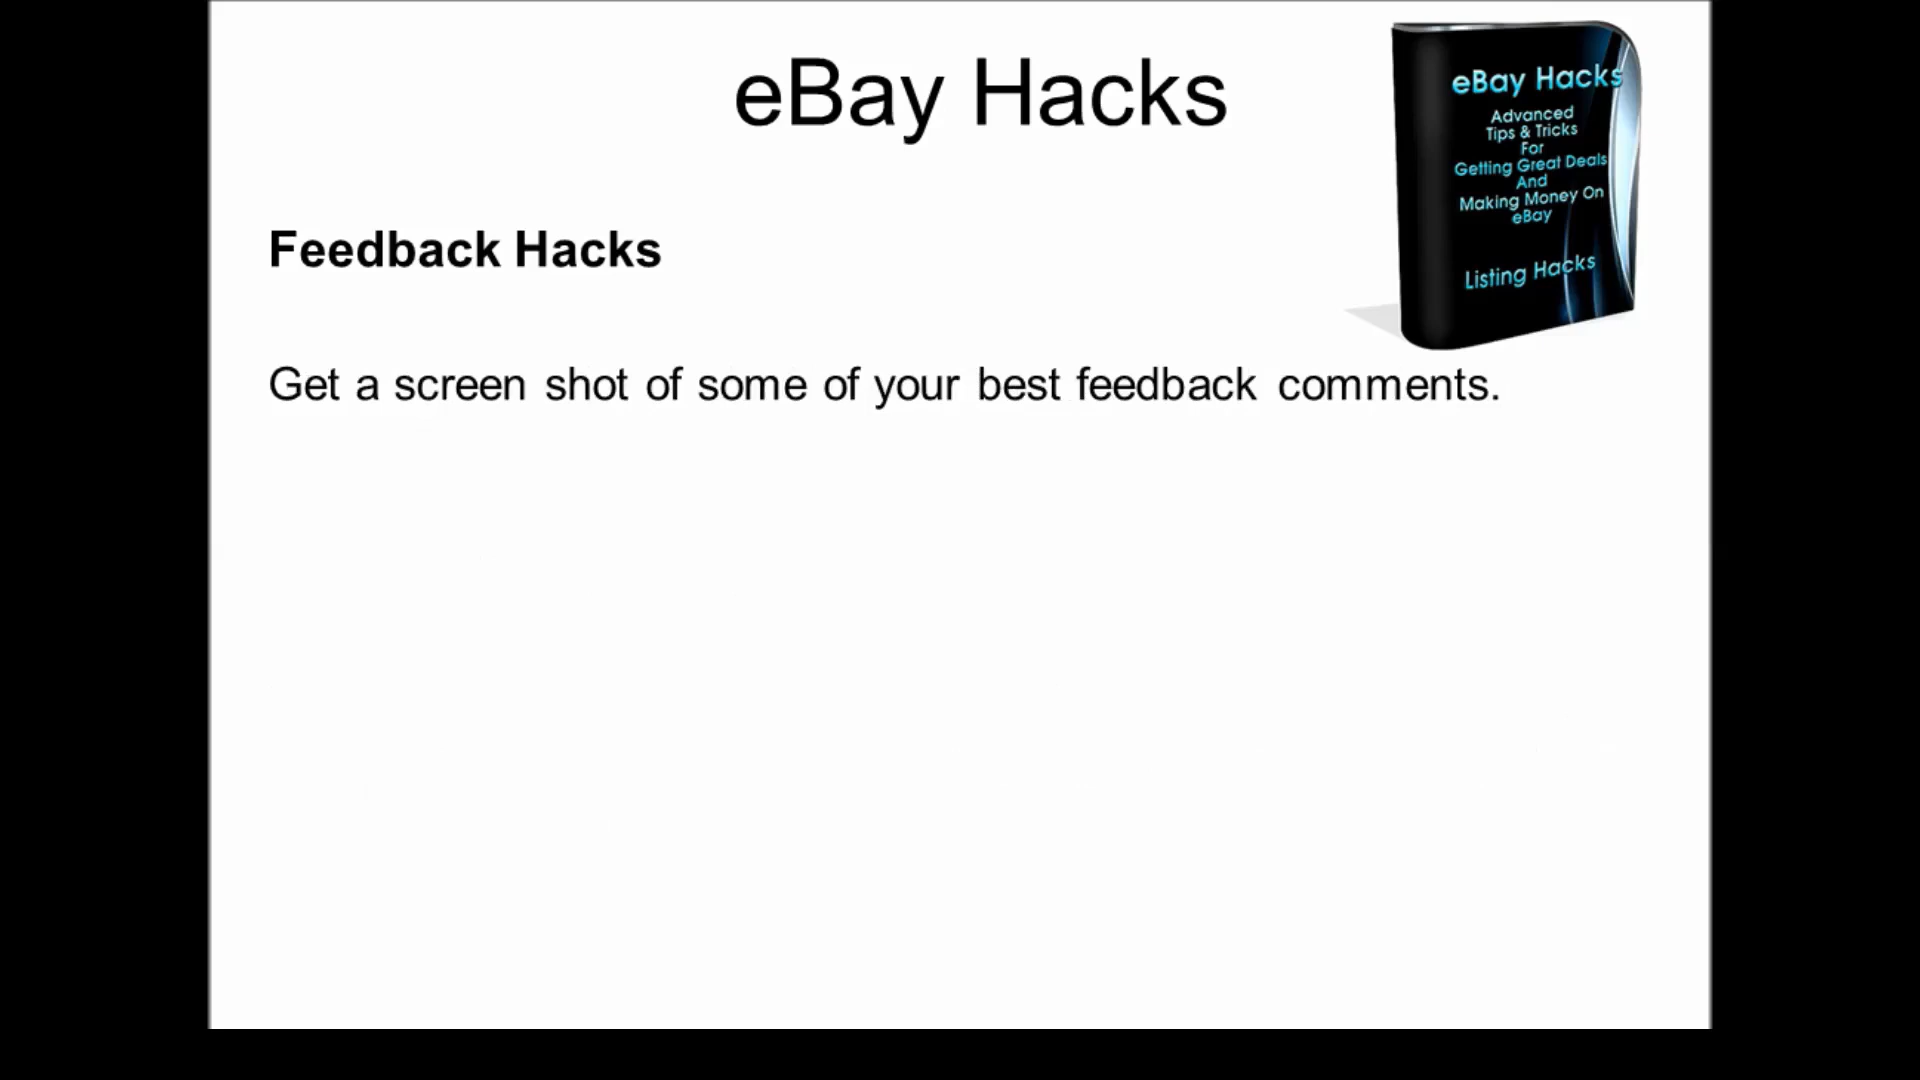 eBay Hacks
eBay Hacks
Advanced
Tips & Tricks
For
Getting Great Deals
And
Making Money On
eBay
Listing Hacks
Feedback Hacks
Get a screen shot of some of your best feedback comments.